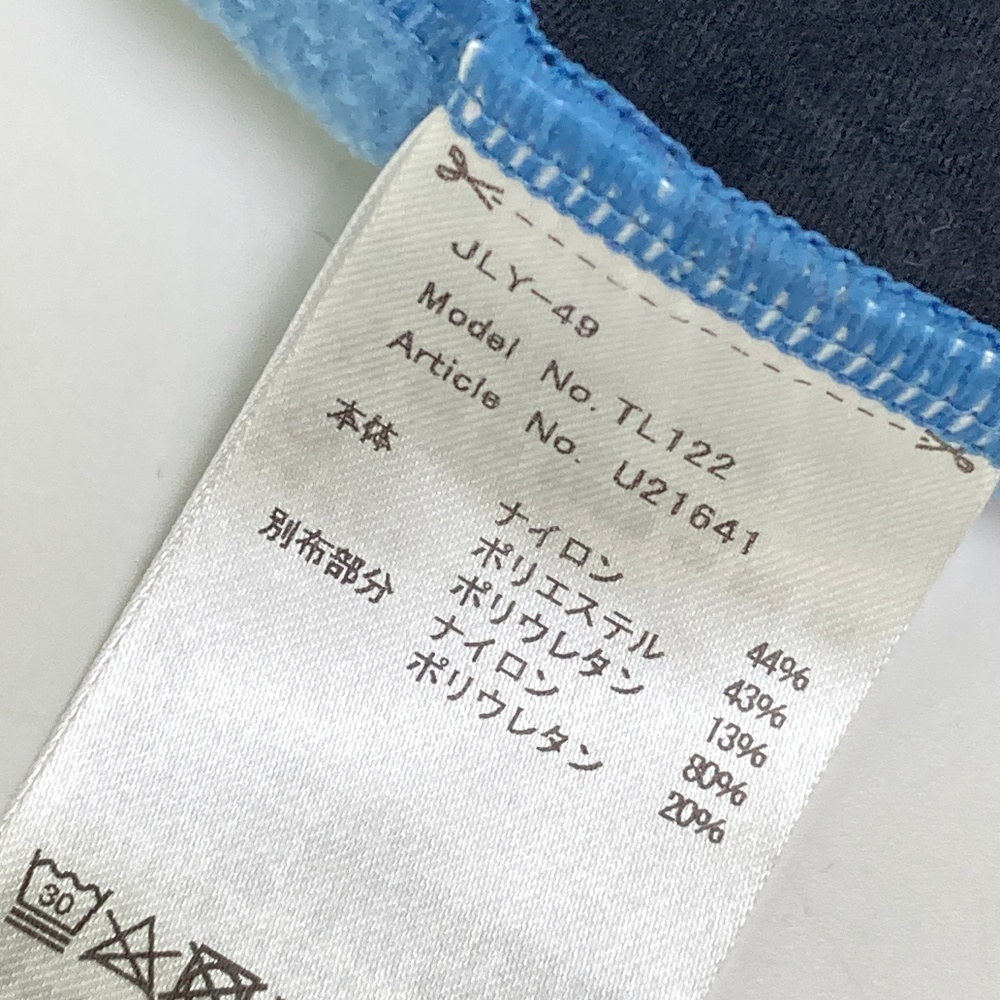 JLY-49
Model No. TL122
Article No. U21641
本体 ナイロン 44%
ポリエステル 43%
ポリウレタン 13%
別布部分 ナイロン 80%
ポリウレタン 20%
30